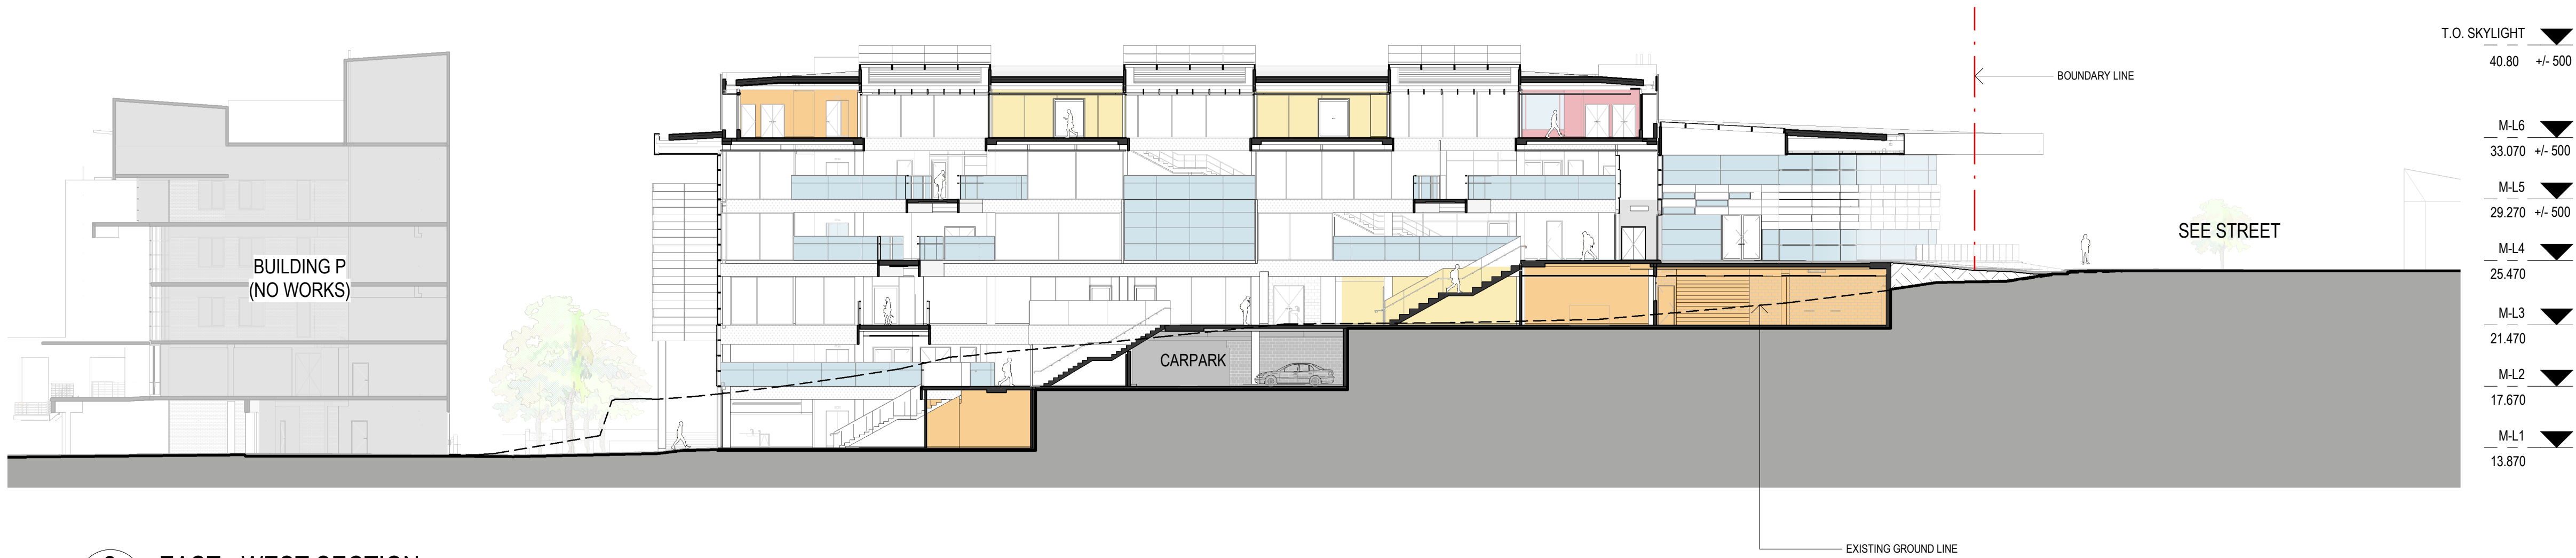 T.O. SKYLIGHT
40.80 +/- 500
BOUNDARY LINE
M-L6
33.070 +/- 500
M-L5
29.270 +/- 500
SEE STREET
M-L4
25.470
BUILDING P
(NO WORKS)
M-L3
21.470
CARPARK
M-L2
17.670
M-L1
13.870
EXISTING GROUND LINE